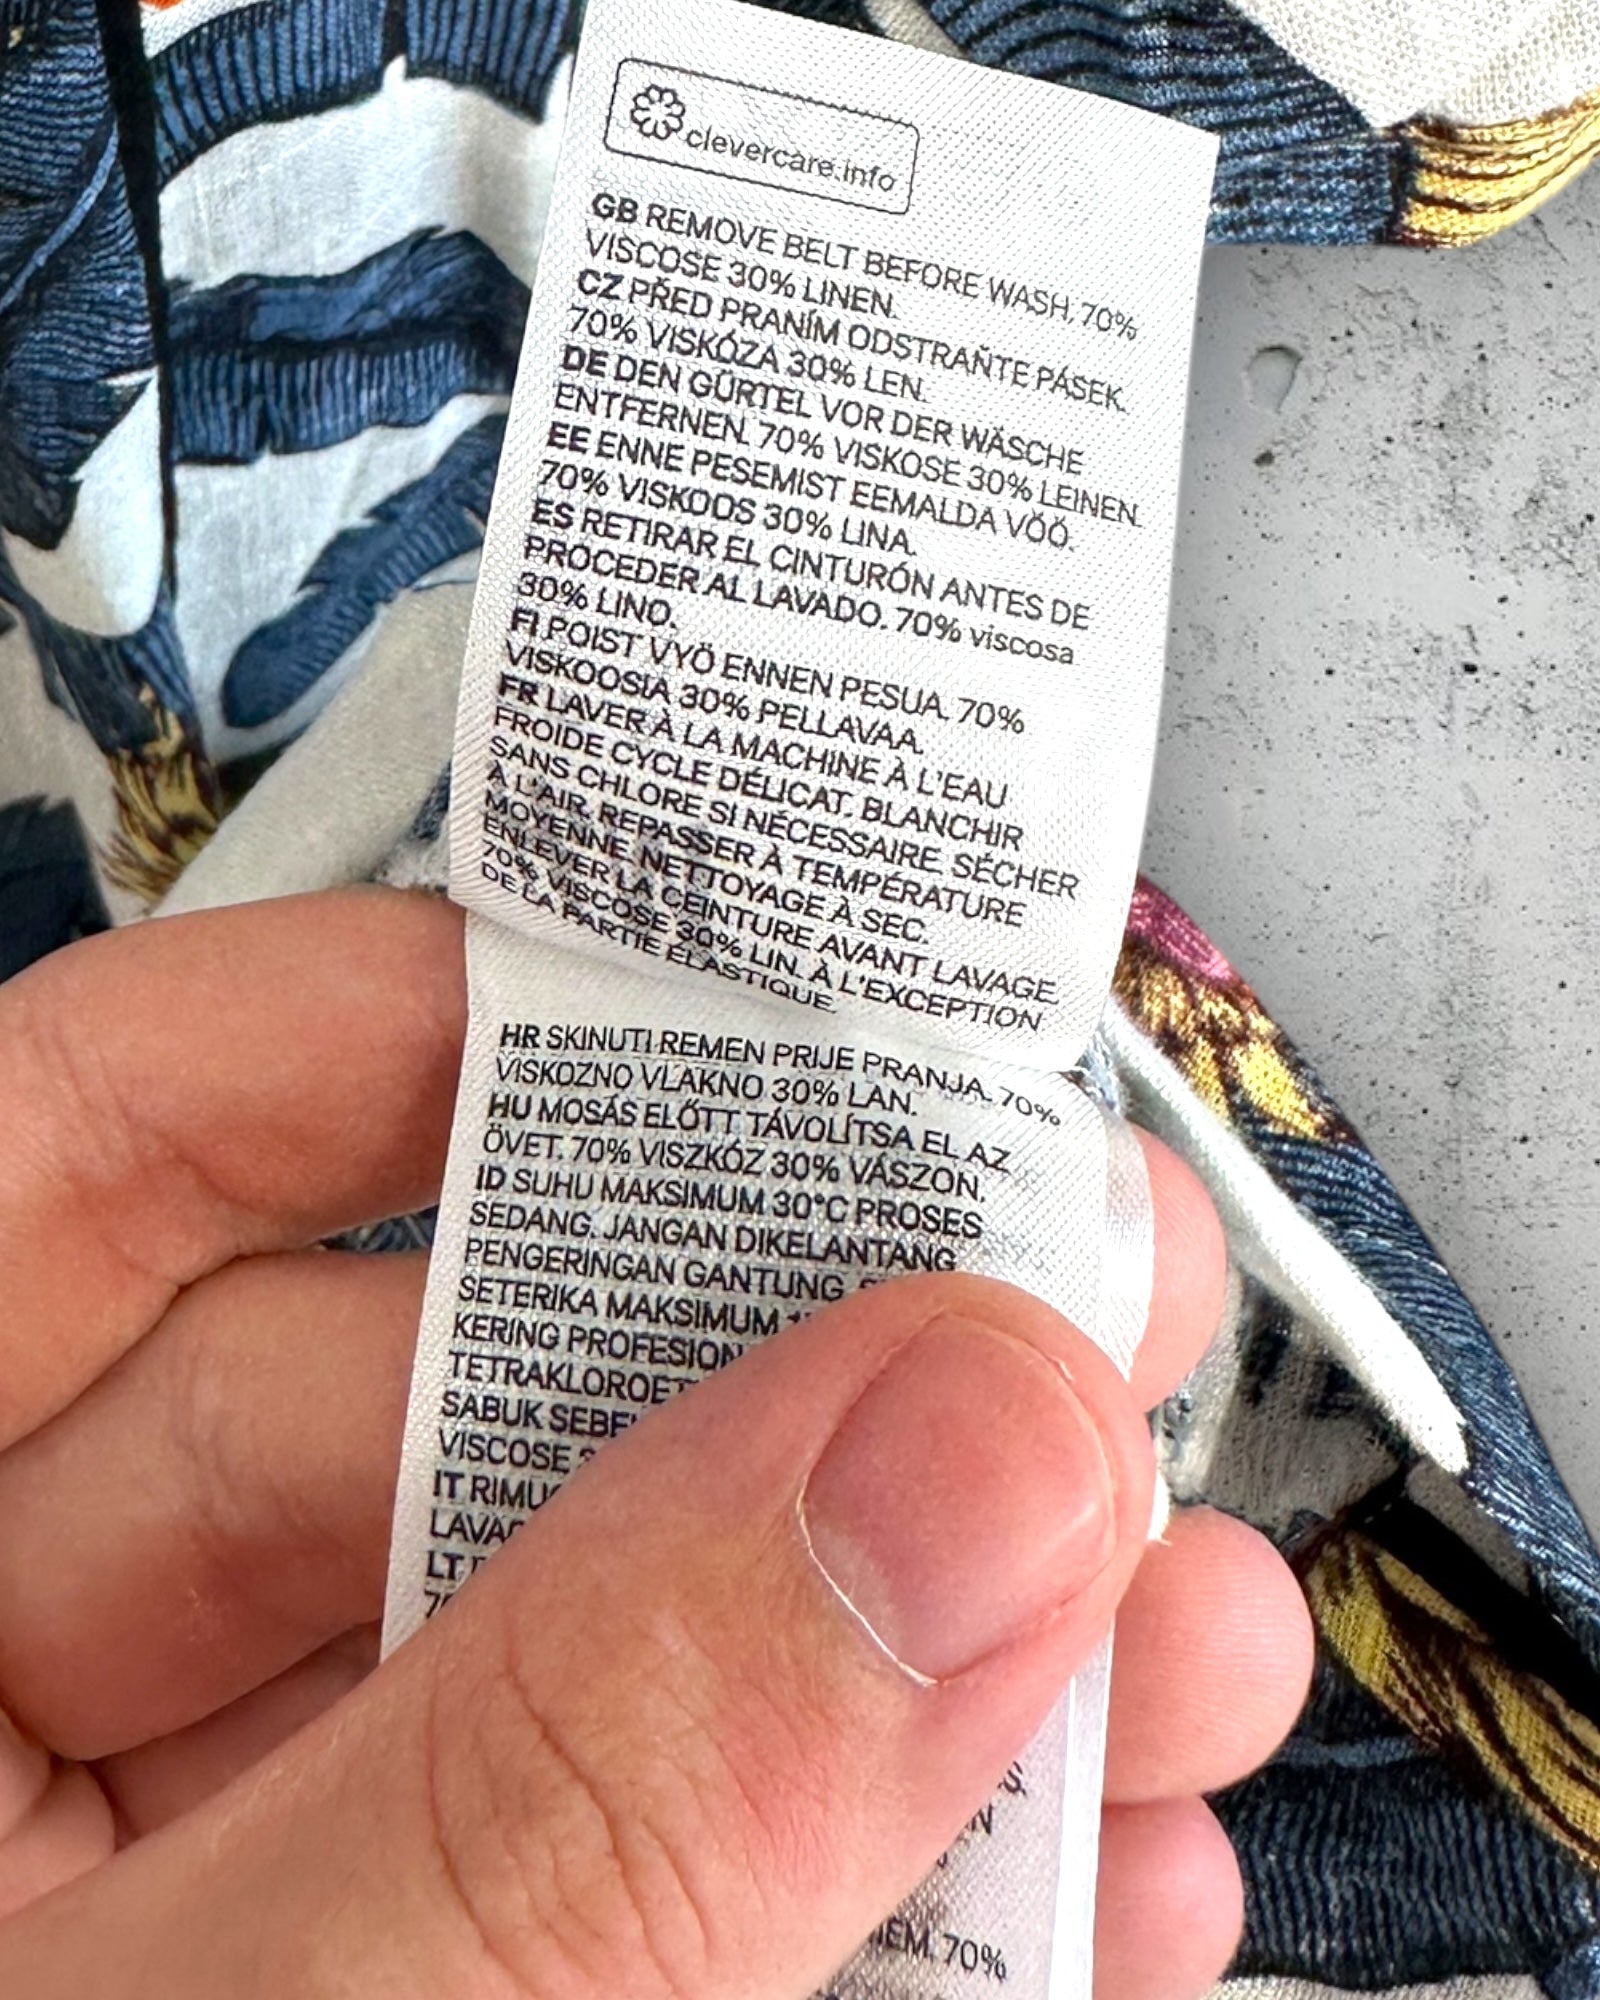 clevercare.info
GB REMOVE BELT BEFORE WASH. 70%
VISCOSE 30% LINEN.
CZ PŘED PRANÍM ODSTRAŇTE PÁSEK.
70% VISKÓZA 30% LEN.
DE DEN GÜRTEL VOR DER WÄSCHE
ENTFERNEN. 70% VISKOSE 30% LEINEN.
EE ENNE PESEMIST EEMALDA VÖÖ.
70% VISKOOS 30% LINA.
ES RETIRAR EL CINTURÓN ANTES DE
PROCEDER AL LAVADO. 70% viscosa
30% LINO.
FI POIST VYÖ ENNEN PESUA. 70%
VISKOOSIA 30% PELLAVAA.
FR LAVER À LA MACHINE À L'EAU
FROIDE CYCLE DÉLICAT. BLANCHIR
SANS CHLORE SI NÉCESSAIRE. SÉCHER
À L'AIR. REPASSER À TEMPÉRATURE
MOYENNE. NETTOYAGE À SEC.
ENLEVER LA CEINTURE AVANT LAVAGE.
70% VISCOSE 30% LIN. À L'EXCEPTION
DE LA PARTIE ÉLASTIQUE.
HR SKINUTI REMEN PRIJE PRANJA. 70%
VISKOZNO VLAKNO 30% LAN.
HU MOSÁS ELŐTT TÁVOLÍTSA EL AZ
ÖVET. 70% VISZKÓZ 30% VÁSZON.
ID SUHU MAKSIMUM 30°C PROSES
SEDANG. JANGAN DIKELANTANG
PENGERINGAN GANTUNG.
SETERIKA MAKSIMUM
KERING
SABUK
VISCOSE
IT
LT
70%